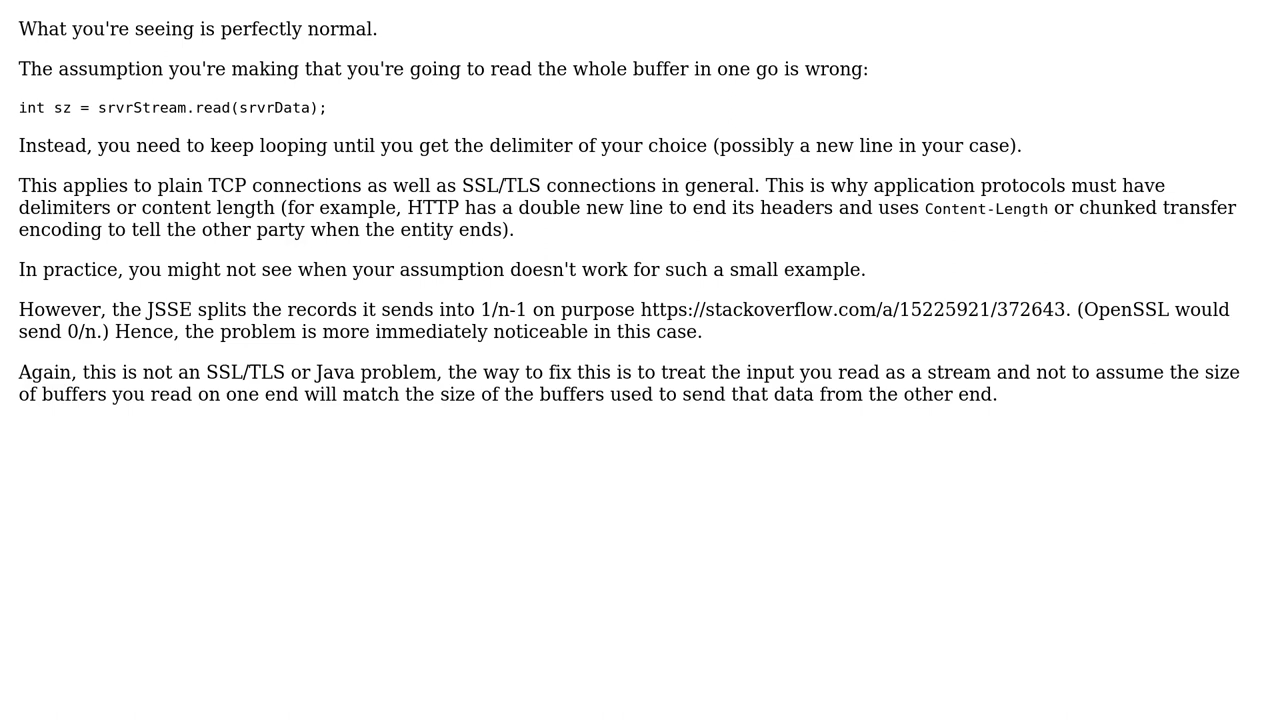 What you're seeing is perfectly normal.
The assumption you're making that you're going to read the whole buffer in one go is wrong:
int sz = srvrStream.read(srvrData);
Instead, you need to keep looping until you get the delimiter of your choice (possibly a new line in your case).
This applies to plain TCP connections as well as SSL/TLS connections in general. This is why application protocols must have
delimiters or content length (for example, HTTP has a double new line to end its headers and uses Content-Length or chunked transfer
encoding to tell the other party when the entity ends).
In practice, you might not see when your assumption doesn't work for such a small example.
However, the JSSE splits the records it sends into 1/n-1 on purpose https://stackoverflow.com/a/15225921/372643. (OpenSSL would
send 0/n.) Hence, the problem is more immediately noticeable in this case.
Again, this is not an SSL/TLS or Java problem, the way to fix this is to treat the input you read as a stream and not to assume the size
of buffers you read on one end will match the size of the buffers used to send that data from the other end.